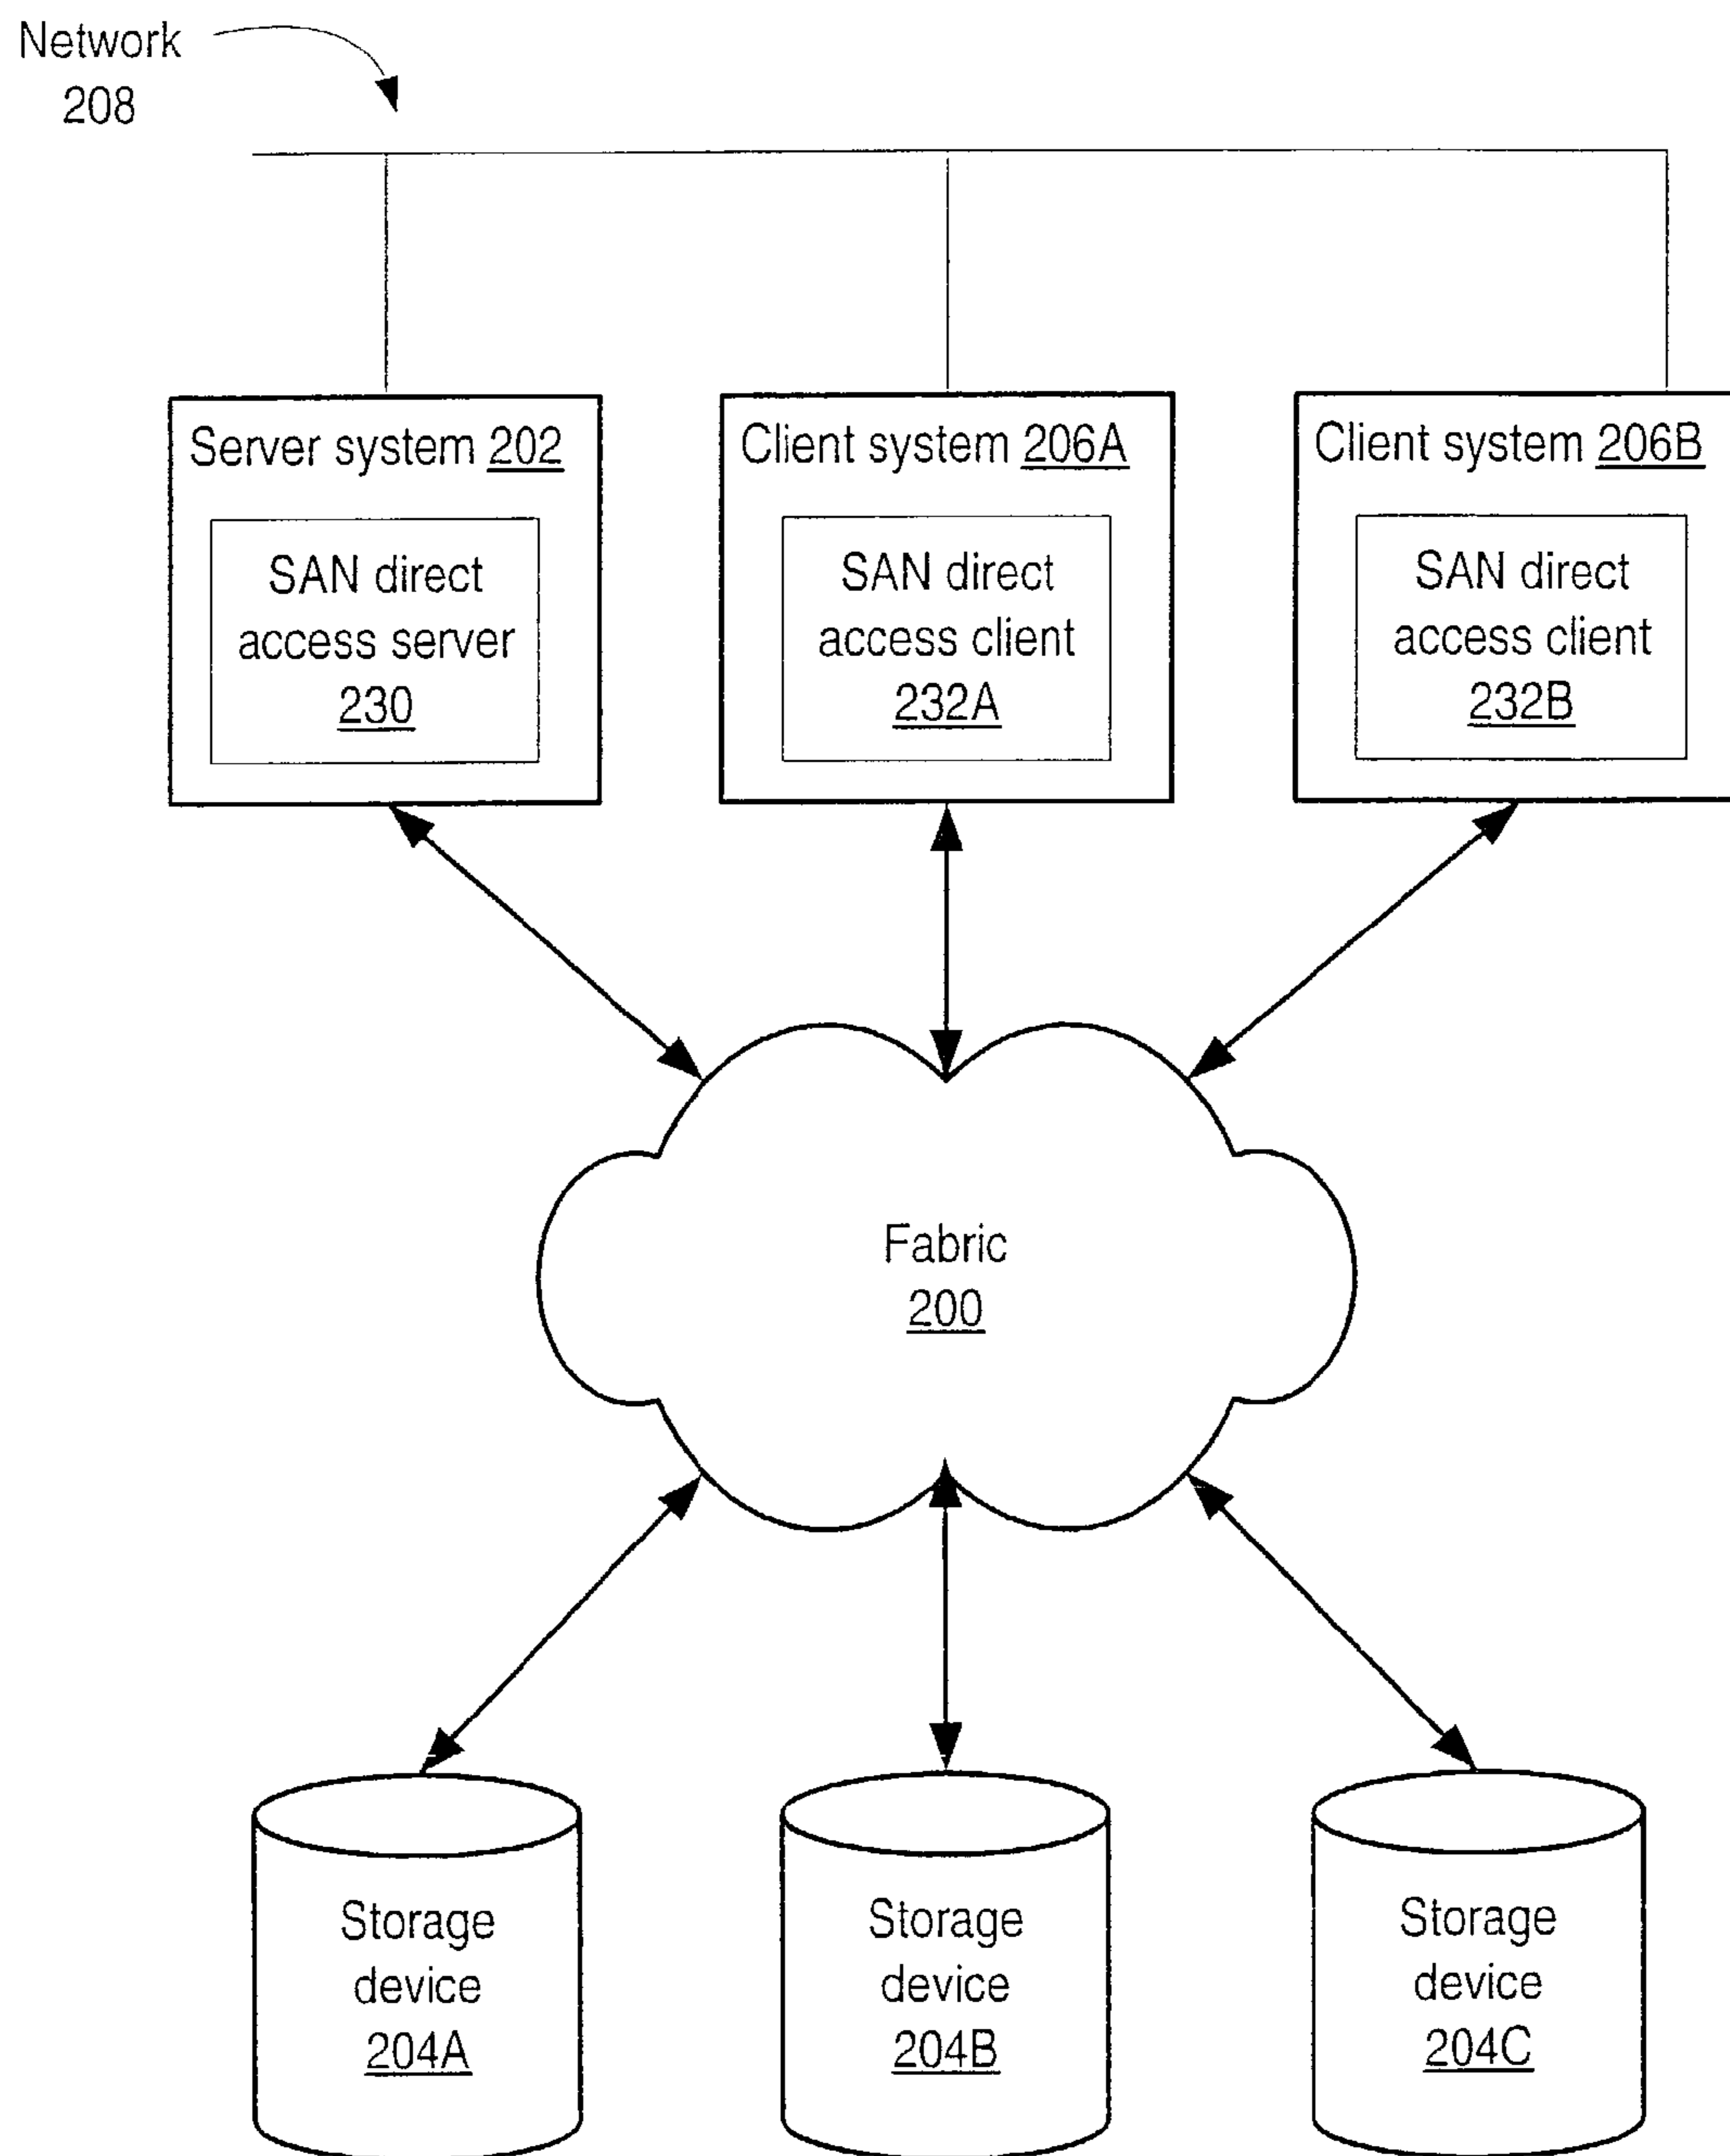 Network
208
Server system 202
SAN direct
access server
230
Client system 206A
SAN direct
access client
232A
Client system 206B
SAN direct
access client
232B
Fabric
200
Storage
device
204A
Storage
device
204B
Storage
device
204C